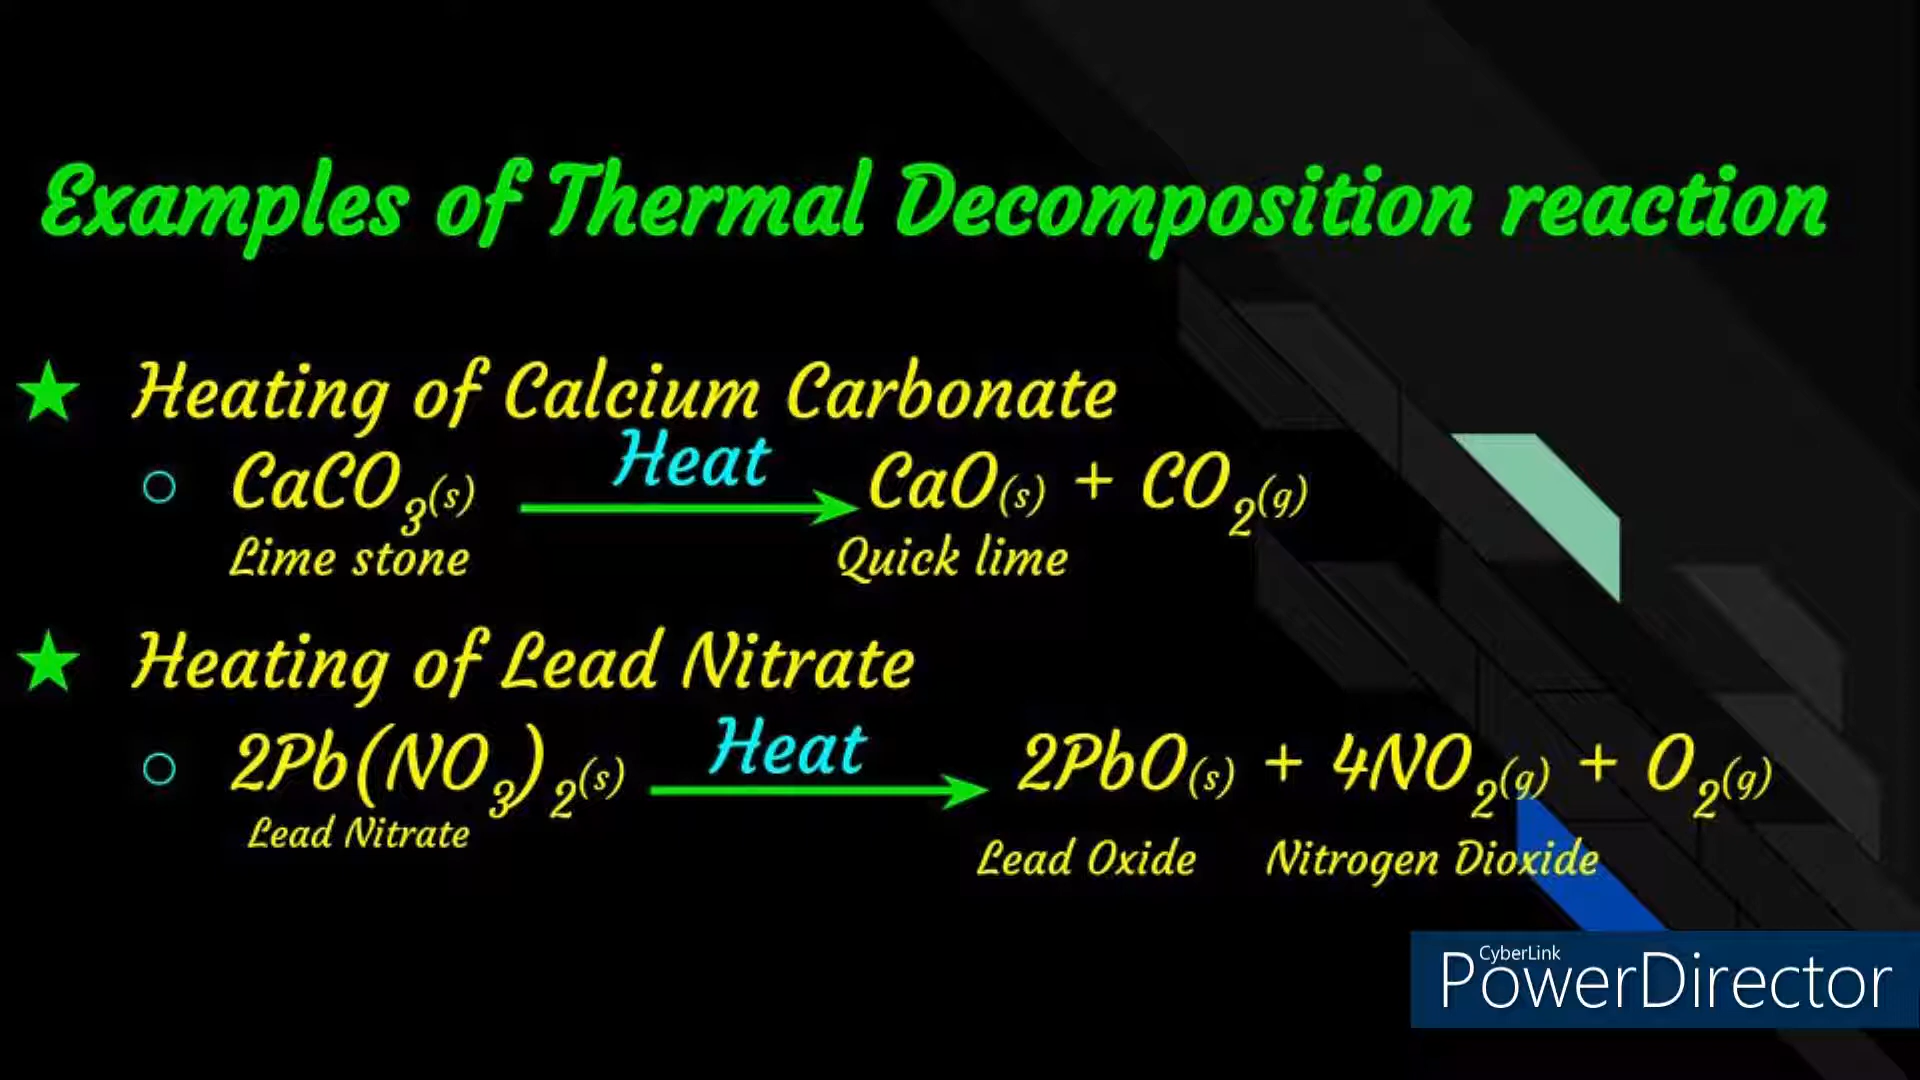 Examples of Thermal Decomposition reaction
★ Heating of Calcium Carbonate
Heat
○ CaCO3(s) → CaO(s) + CO2(g)
Lime stone Quick lime
★ Heating of Lead Nitrate
Heat
○ 2Pb(NO3)2(s) → 2PbO(s) + 4NO2(g) + O2(g)
Lead Nitrate
Lead Oxide Nitrogen Dioxide
CyberLink
PowerDirector